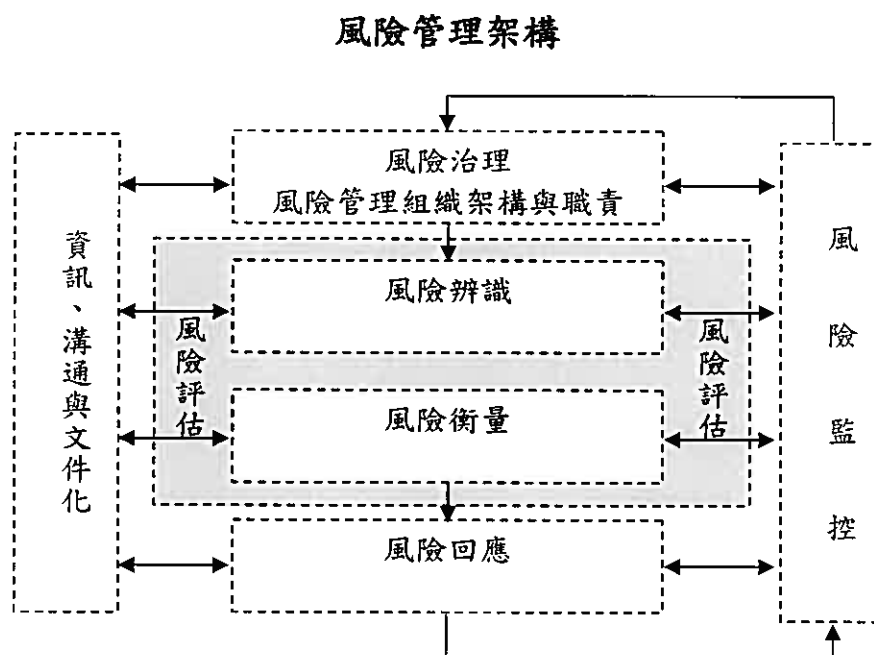 風險管理架構
風險治理
風險管理組織架構與職責
資訊、溝通與文件化
風險監控
風險辨識
風險評估
風險評估
風險衡量
風險回應